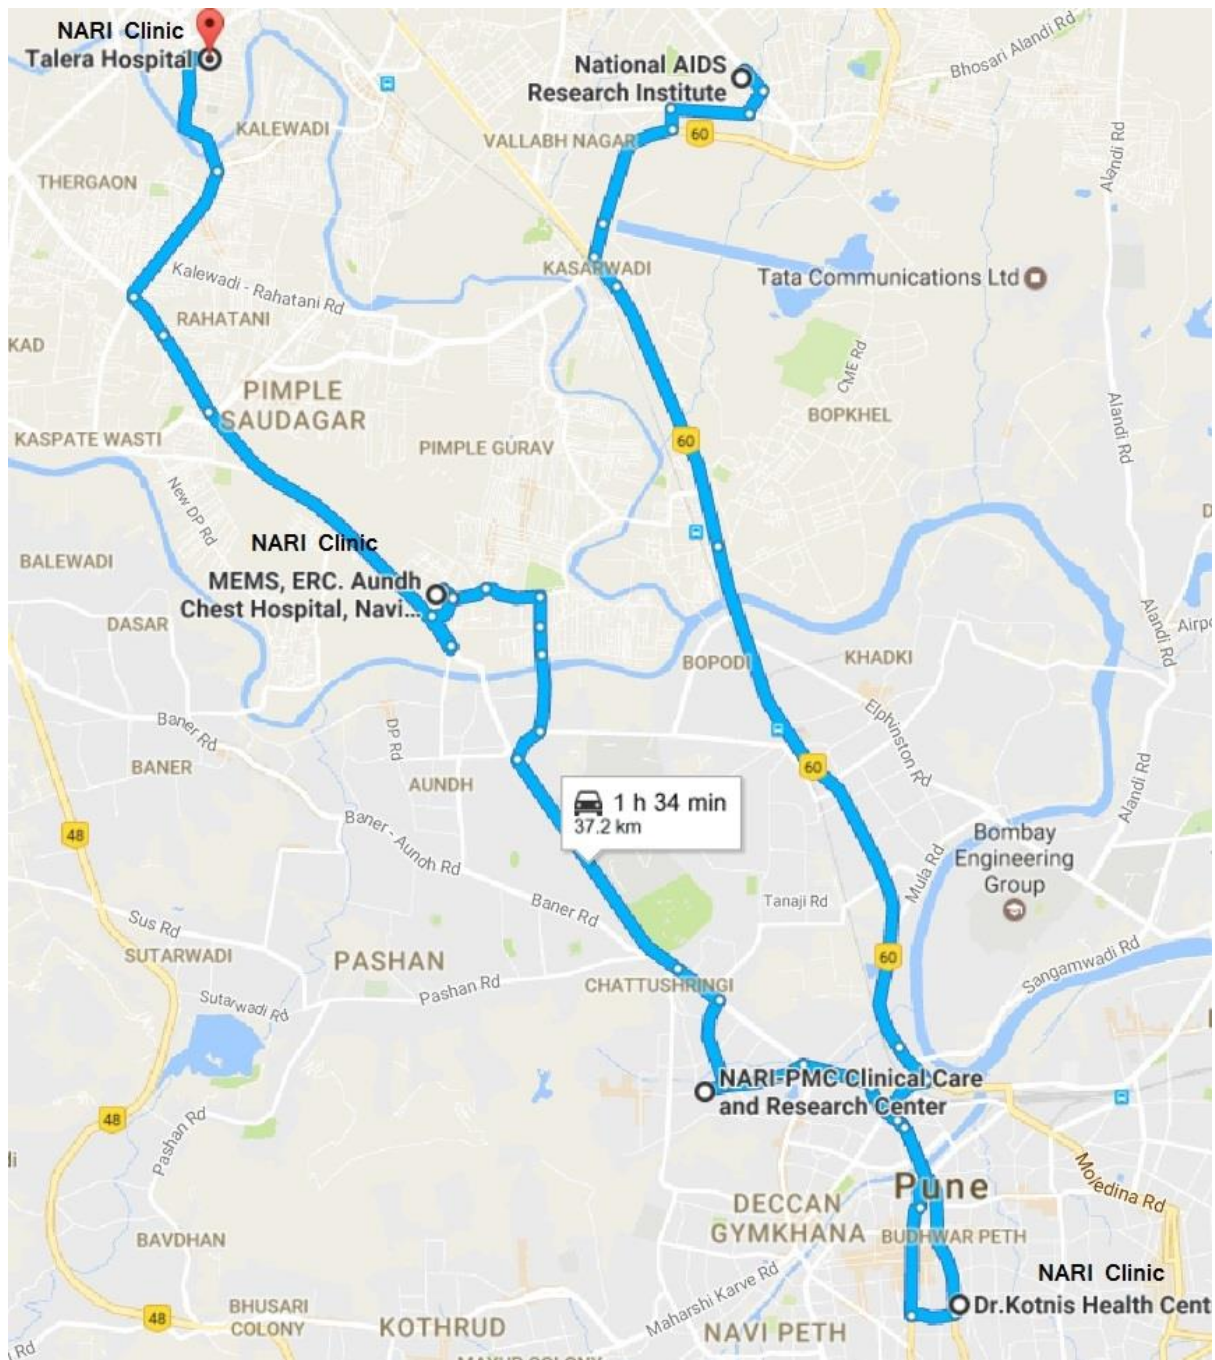 NARI Clinic
Talera Hospital
National AIDS
Research Institute
Bhosari Alandi Rd
KALEWADI
VALLABH NAGAR
60
Alandi Rd
THERGAON
Kalewadi - Rahatani Rd
KASARWADI
Tata Communications Ltd
RAHATANI
KAD
CME Rd
PIMPLE
SAUDAGAR
BOPKHEL
Alandi Rd
KASPATE WASTI
PIMPLE GURAV
60
New DP Rd
NARI Clinic
BALEWADI
MEMS, ERC. Aundh
Chest Hospital, Navi...
DASAR
Alandi Rd
Airpo
BOPODI
KHADKI
Baner Rd
DP Rd
Elphinston Rd
BANER
AUNDH
60
Alandi Rd
1 h 34 min
37.2 km
48
Baner - Aundh Rd
Bombay
Engineering
Group
Mula Rd
Baner Rd
Tanaji Rd
Sus Rd
SUTARWADI
PASHAN
60
Sangamwadi Rd
Pashan Rd
CHATTUSHRINGI
Sutarwadi Rd
NARI-PMC Clinical Care
and Research Center
48
Pashan Rd
Pune
Moledina Rd
DECCAN
GYMKHANA
BUDHWAR PETH
BAVDHAN
NARI Clinic
Dr.Kotnis Health Cent
Maharshi Karve Rd
48
BHUSARI
COLONY
KOTHRUD
NAVI PETH
Rd